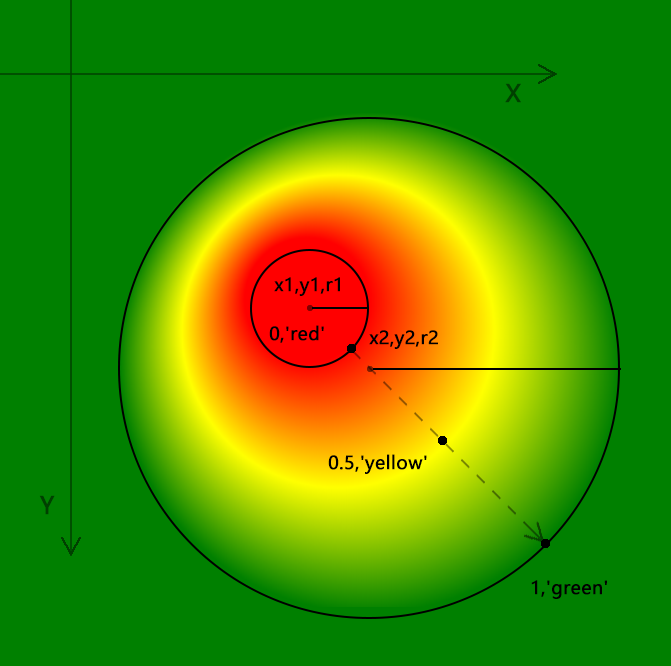 X
x1,y1,r1
0,'red'
x2,y2,r2
0.5,'yellow'
Y
1,'green'